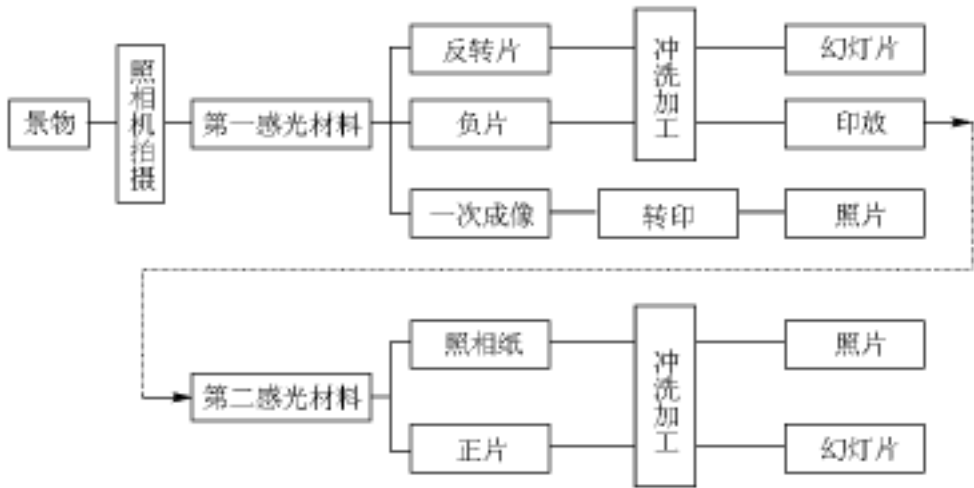 景物
照相机拍摄
第一感光材料
反转片
冲洗加工
幻灯片
负片
印放
一次成像
转印
照片
第二感光材料
照相纸
冲洗加工
照片
正片
幻灯片